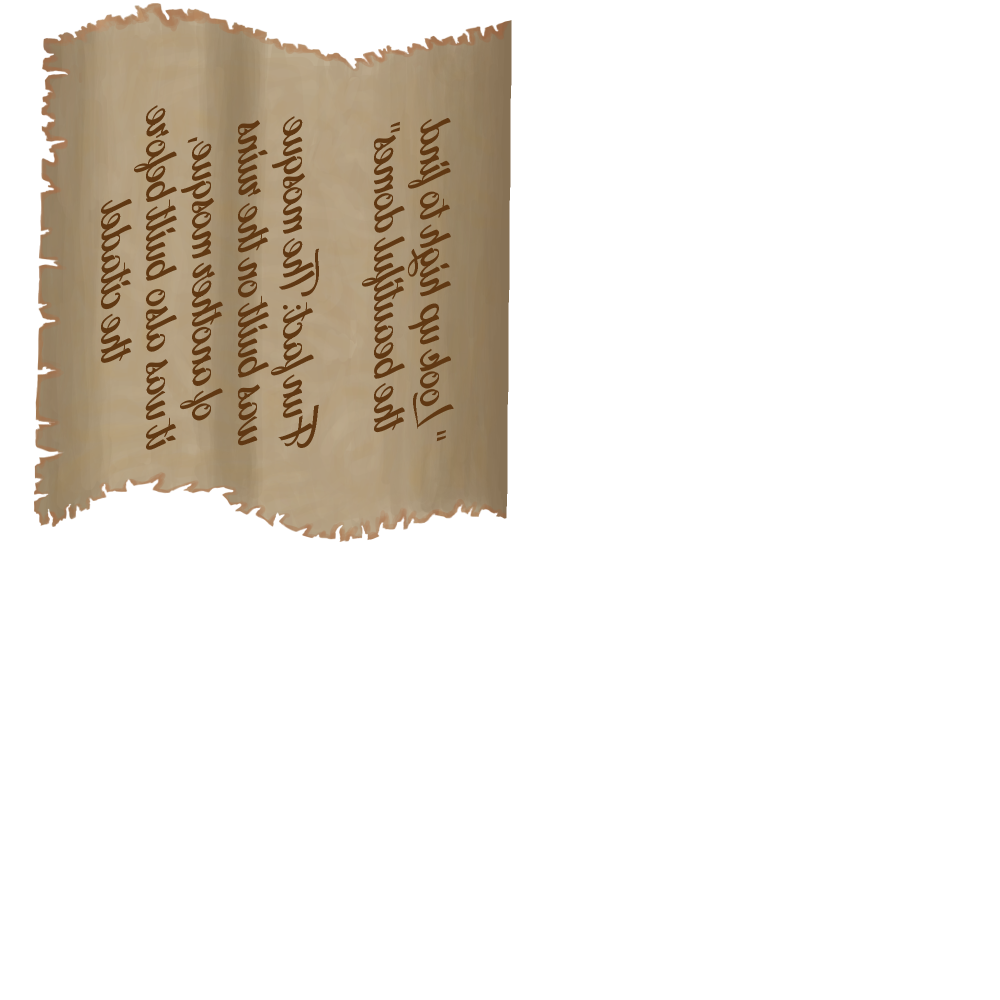 "Look up high to find
the beautiful domes"
Fun fact: The mosque
was built on the ruins
of another mosque,
it was also built before
the citadel